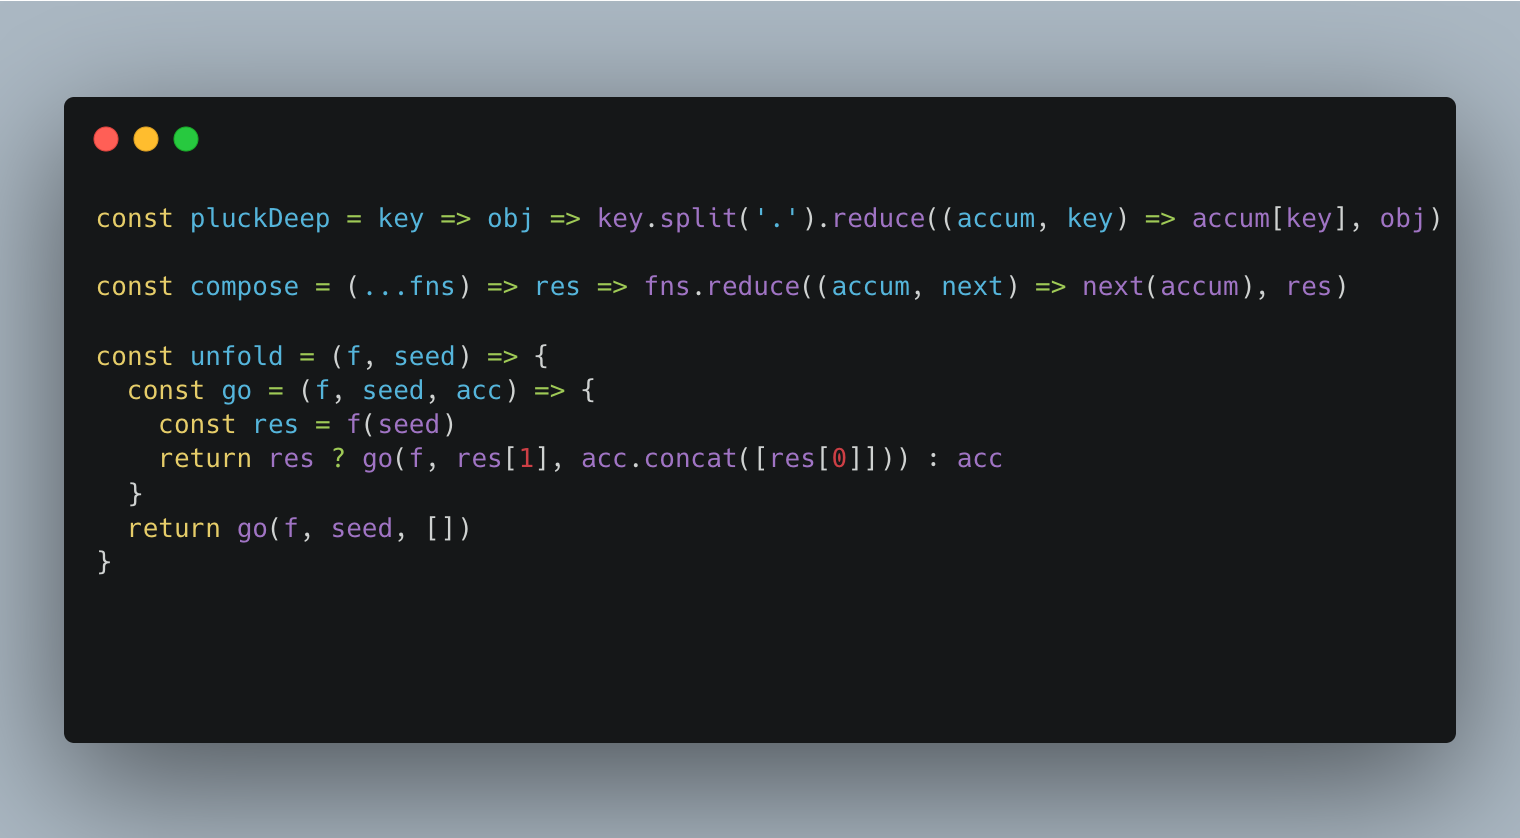 const pluckDeep = key => obj => key.split('.').reduce((accum, key) => accum[key], obj)
const compose = (...fns) => res => fns.reduce((accum, next) => next(accum), res)
const unfold = (f, seed) => {
  const go = (f, seed, acc) => {
    const res = f(seed)
    return res ? go(f, res[1], acc.concat([res[0]])) : acc
  }
  return go(f, seed, [])
}